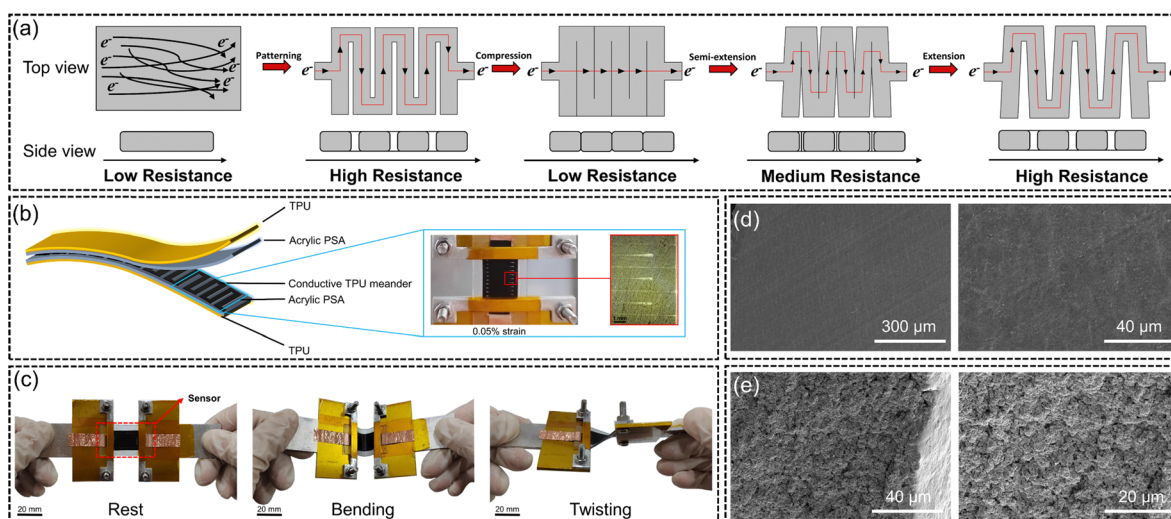 (a)
Top view
e-
e-
e-
e-
e-
e-
e-
e-
Patterning
e-
e-
Compression
e-
e-
Semi-extension
e-
e-
Extension
e-
e-
Side view
Low Resistance
High Resistance
Low Resistance
Medium Resistance
High Resistance
(b)
TPU
Acrylic PSA
Conductive TPU meander
Acrylic PSA
TPU
0.05% strain
1 mm
(c)
Sensor
20 mm
Rest
20 mm
Bending
20 mm
Twisting
(d)
300 µm
40 µm
(e)
40 µm
20 µm